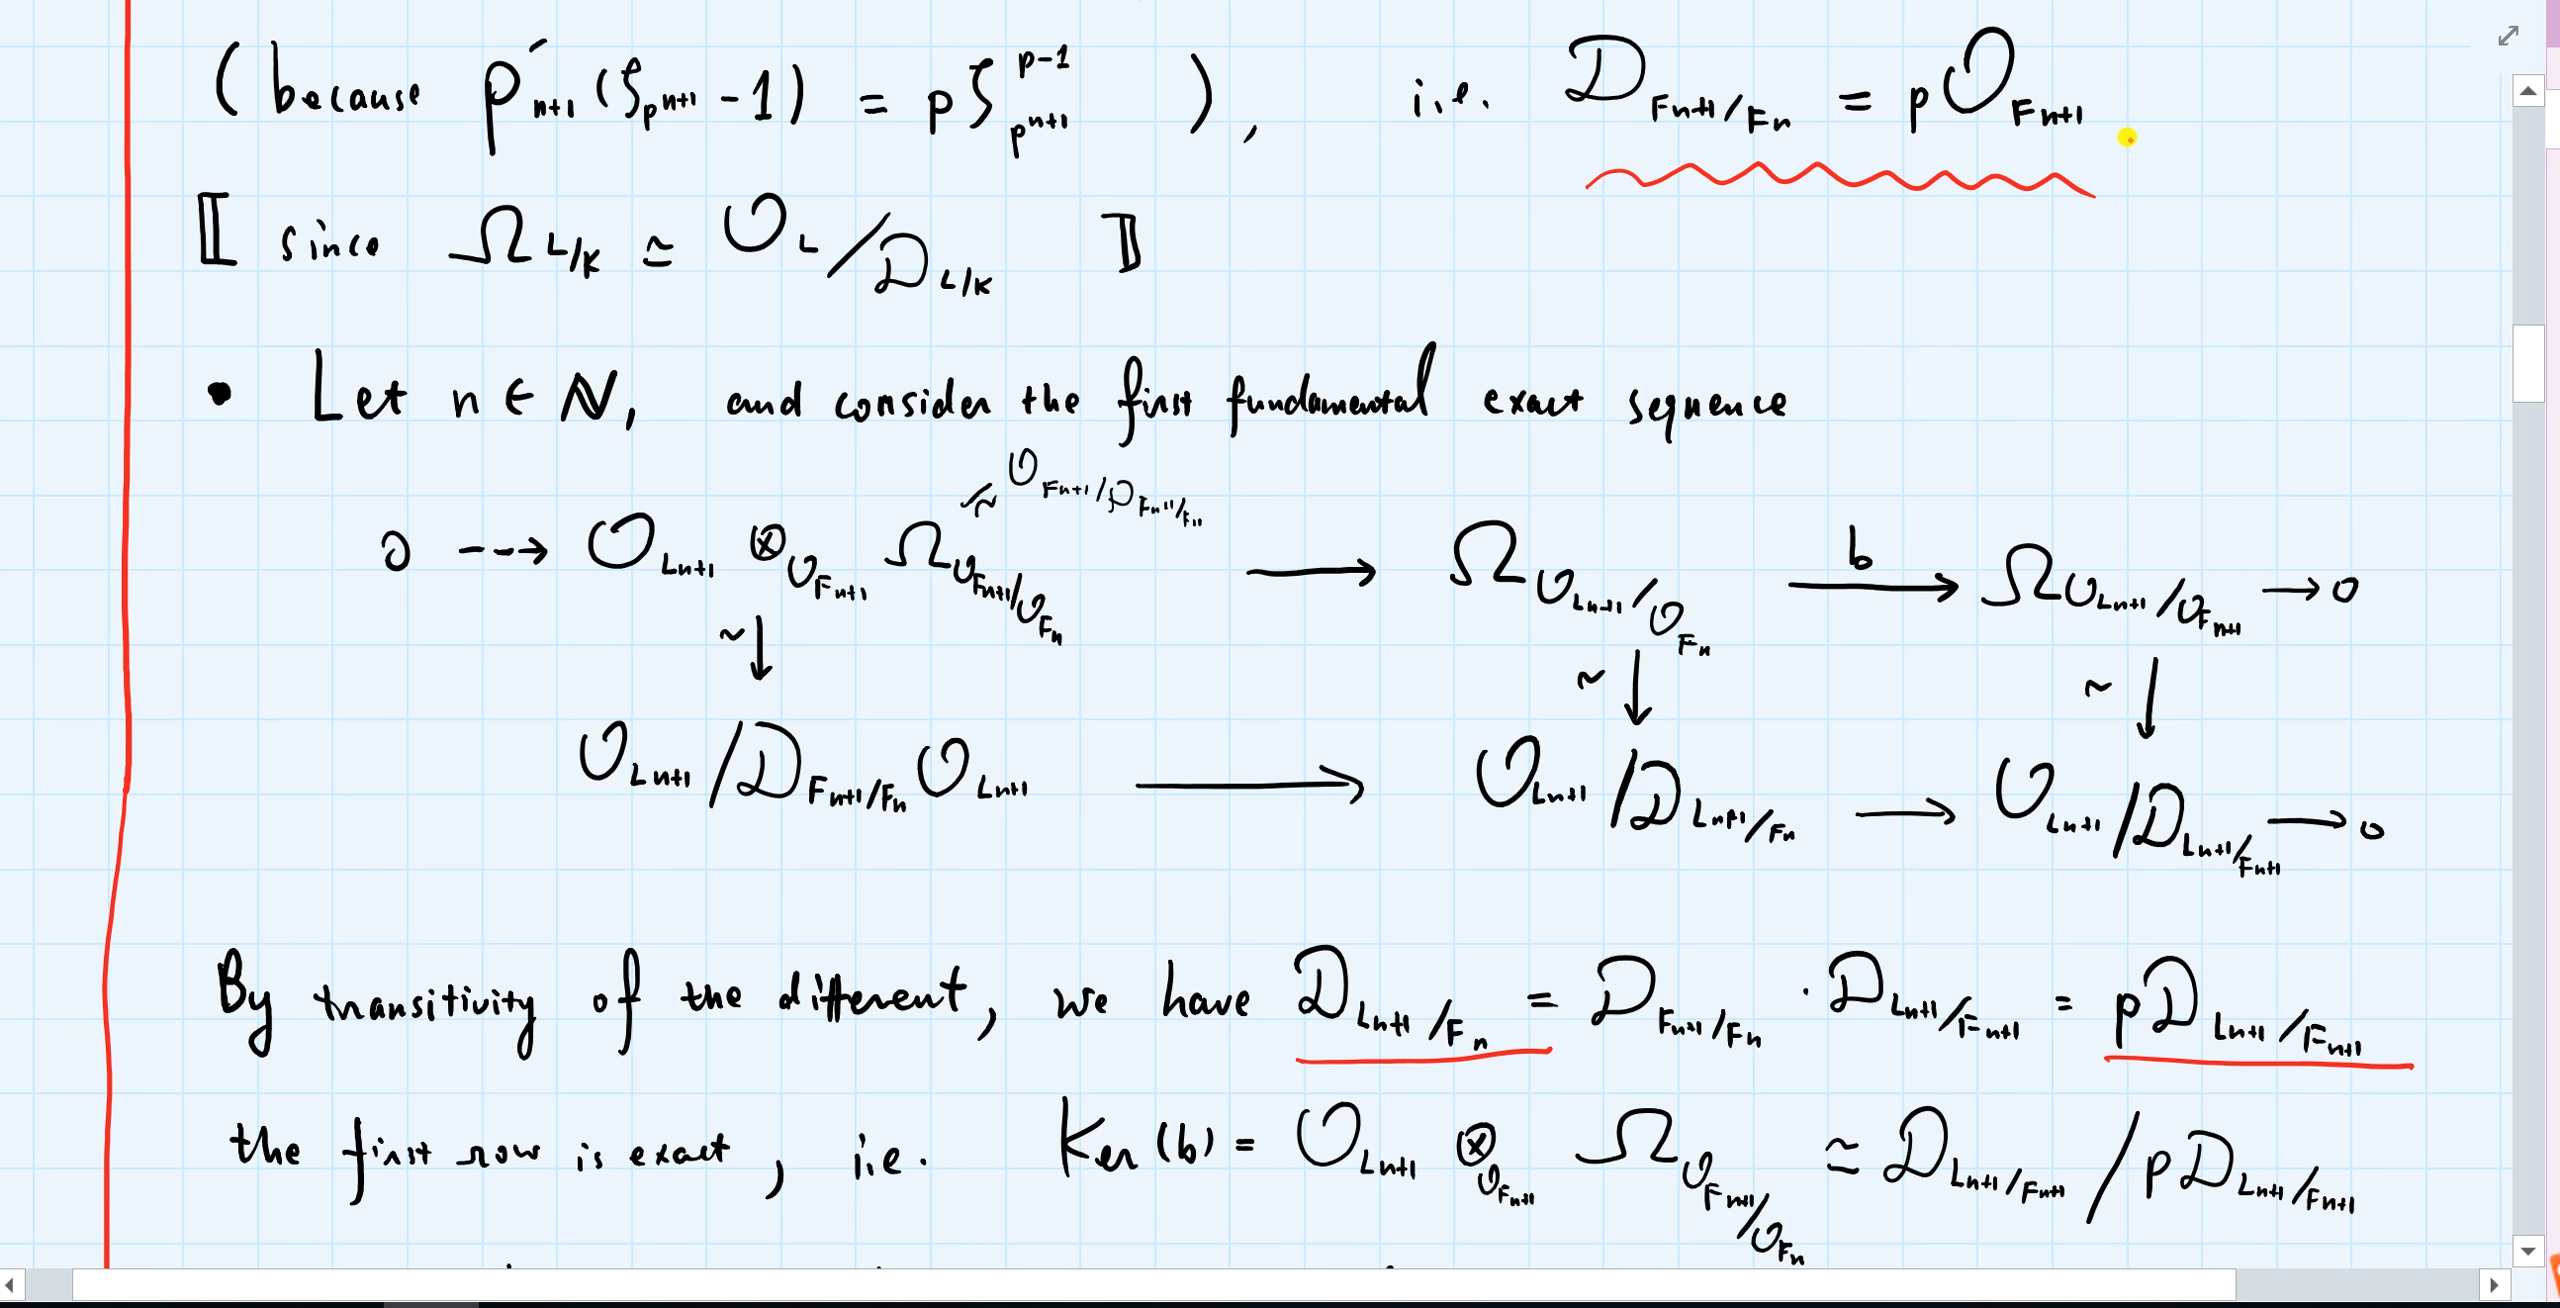 (because P'_{n+1}(ζ_{p^{n+1}} - 1) = p ζ_{p^{n+1}}^{p-1}), i.e. 𝒟_{F_{n+1}/F_n} = p𝒪_{F_{n+1}}
⟦ since Ω_{L/K} ≃ 𝒪_L/𝒟_{L/K} ⟧
• Let n ∈ ℕ, and consider the first fundamental exact sequence
≃ 𝒪_{F_{n+1}}/𝒟_{F_{n+1}/F_n}
0 ⇢ 𝒪_{L_{n+1}} ⊗_{𝒪_{F_{n+1}}} Ω_{𝒪_{F_{n+1}}/𝒪_{F_n}} → Ω_{𝒪_{L_{n+1}}/𝒪_{F_n}} →^b Ω_{𝒪_{L_{n+1}}/𝒪_{F_{n+1}}} → 0
~↓ ~↓ ~↓
𝒪_{L_{n+1}}/𝒟_{F_{n+1}/F_n}𝒪_{L_{n+1}} → 𝒪_{L_{n+1}}/𝒟_{L_{n+1}/F_n} → 𝒪_{L_{n+1}}/𝒟_{L_{n+1}/F_{n+1}} → 0
By transitivity of the different, we have 𝒟_{L_{n+1}/F_n} = 𝒟_{F_{n+1}/F_n} · 𝒟_{L_{n+1}/F_{n+1}} = p𝒟_{L_{n+1}/F_{n+1}}
the first row is exact, i.e. Ker(b) = 𝒪_{L_{n+1}} ⊗_{𝒪_{F_{n+1}}} Ω_{𝒪_{F_{n+1}}/𝒪_{F_n}} ≃ 𝒟_{L_{n+1}/F_{n+1}}/p𝒟_{L_{n+1}/F_{n+1}}